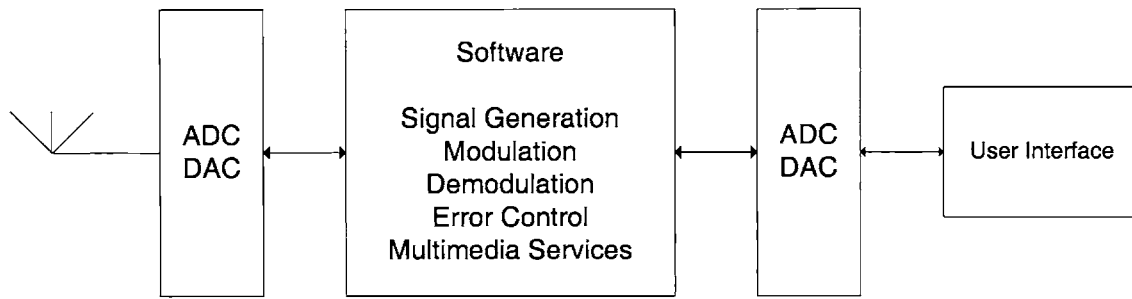 ADC
DAC
Software
Signal Generation
Modulation
Demodulation
Error Control
Multimedia Services
ADC
DAC
User Interface